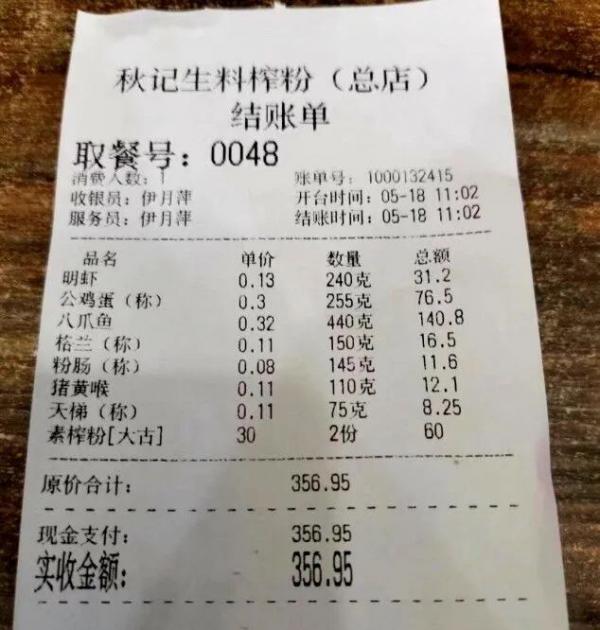 秋记生料榨粉（总店）
结账单
取餐号：0048
消费人数：1 账单号：1000132415
收银员：伊月萍 开台时间：05-18 11:02
服务员：伊月萍 结账时间：05-18 11:02
品名 单价 数量 总额
明虾 0.13 240克 31.2
公鸡蛋（称） 0.3 255克 76.5
八爪鱼 0.32 440克 140.8
格兰（称） 0.11 150克 16.5
粉肠（称） 0.08 145克 11.6
猪黄喉 0.11 110克 12.1
天梯（称） 0.11 75克 8.25
素榨粉[大古] 30 2份 60
原价合计： 356.95
现金支付： 356.95
实收金额: 356.95